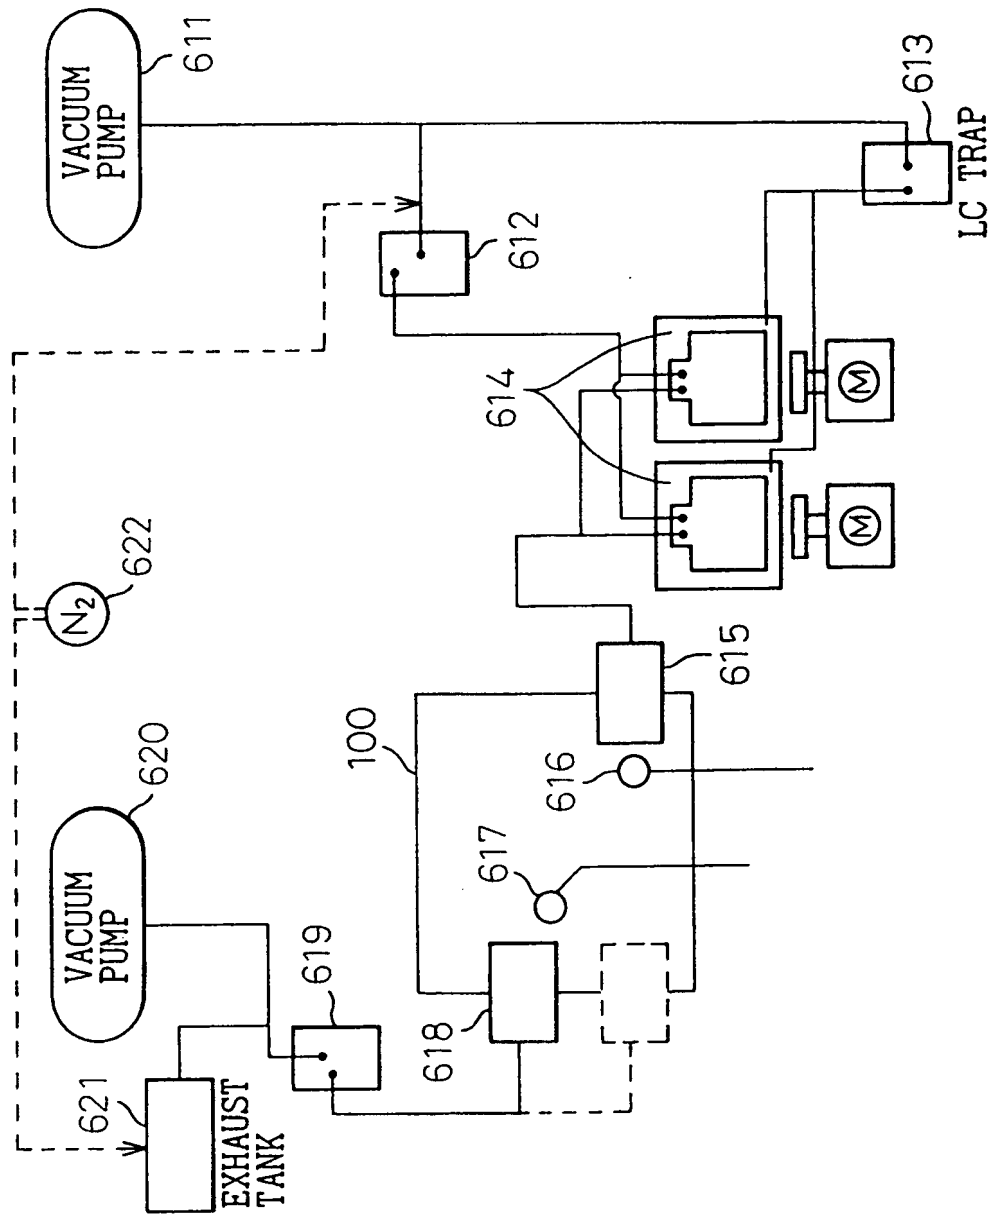 VACUUM
PUMP
620
N2
622
VACUUM
PUMP
611
621
EXHAUST
TANK
619
100
618
617
614
612
616
615
M
M
613
LC TRAP